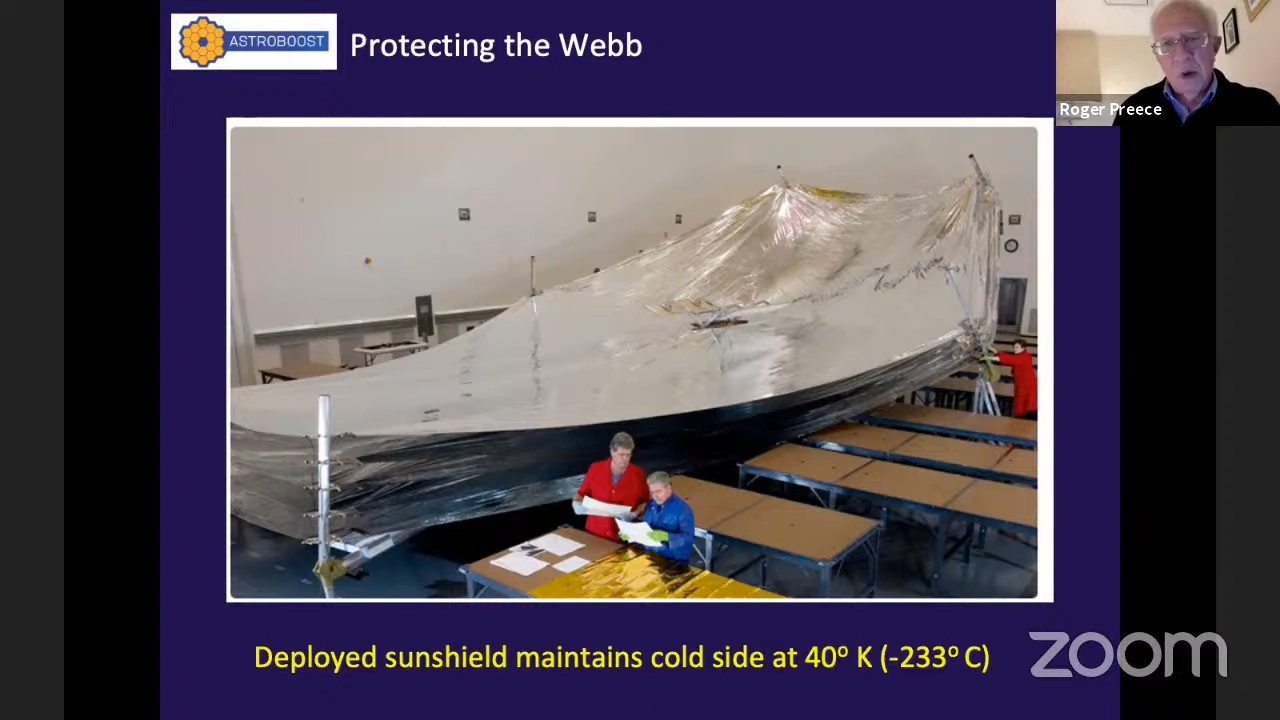 ASTROBOOST
Protecting the Webb
Roger Preece
Deployed sunshield maintains cold side at 40º K (-233º C)
zoom